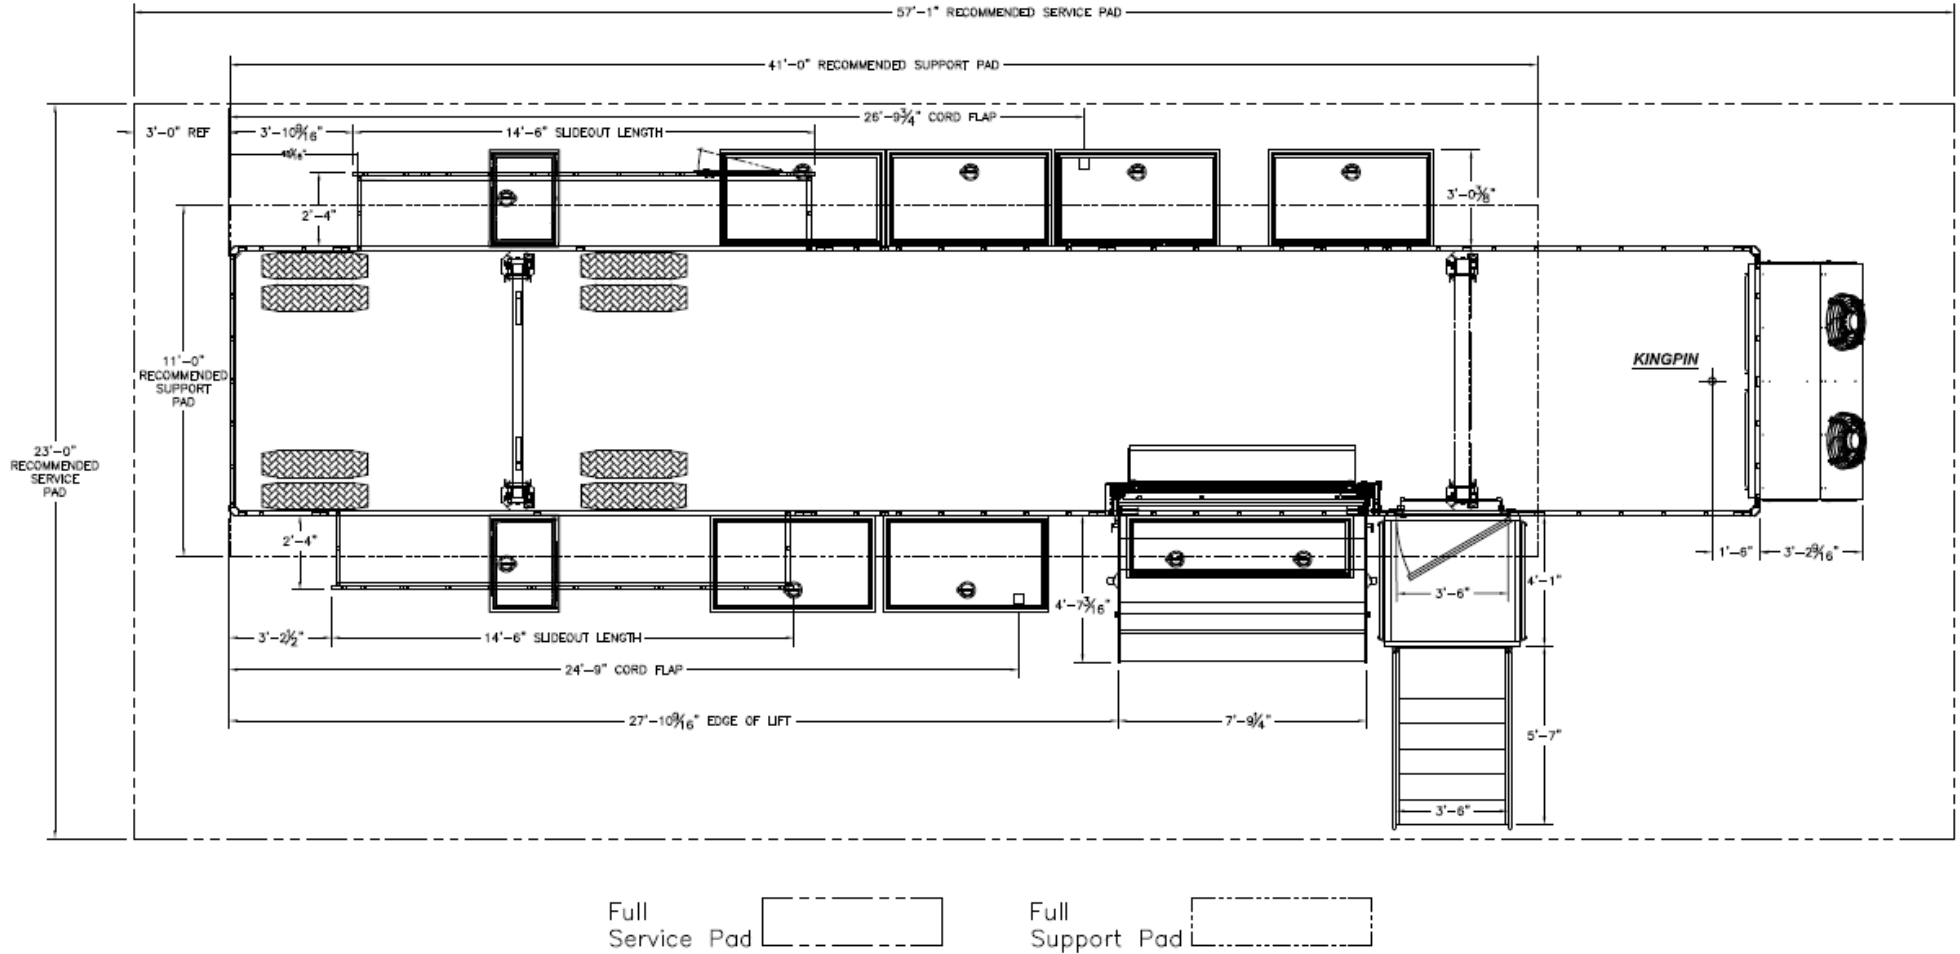 57'-1" RECOMMENDED SERVICE PAD
41'-0" RECOMMENDED SUPPORT PAD
26'-9¾" CORD FLAP
3'-0" REF
3'-10⁹⁄₁₆"
14'-6" SLIDEOUT LENGTH
2'-4"
3'-0⅞"
11'-0"
RECOMMENDED
SUPPORT
PAD
KINGPIN
23'-0"
RECOMMENDED
SERVICE
PAD
2'-4"
1'-6"
3'-2⁹⁄₁₆"
4'-1"
3'-6"
4'-7³⁄₁₆"
3'-2½"
14'-6" SLIDEOUT LENGTH
24'-9" CORD FLAP
27'-10⁹⁄₁₆" EDGE OF LIFT
7'-9¼"
5'-7"
3'-6"
Full
Service Pad
Full
Support Pad